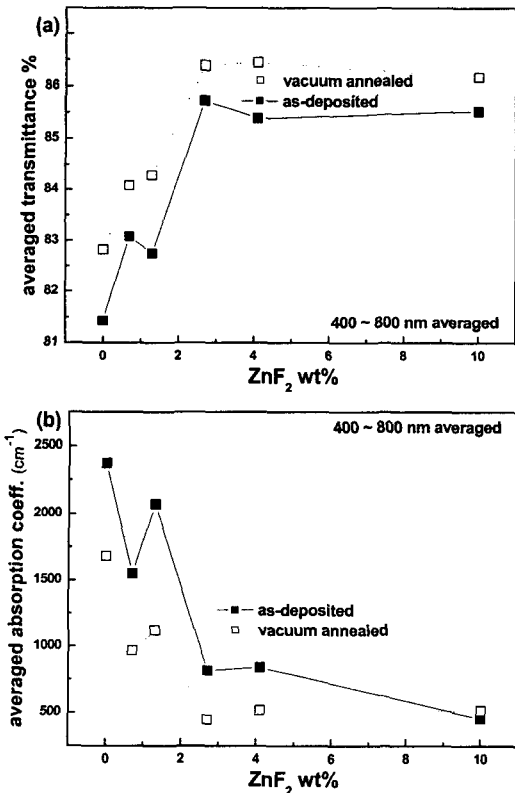 (a)
averaged transmittance %
86
85
84
83
82
81
vacuum annealed
as-deposited
400 ~ 800 nm averaged
0 2 4 6 8 10
ZnF₂ wt%
(b)
400 ~ 800 nm averaged
averaged absorption coeff. (cm⁻¹)
2500
2000
1500
1000
500
as-deposited
vacuum annealed
0 2 4 6 8 10
ZnF₂ wt%